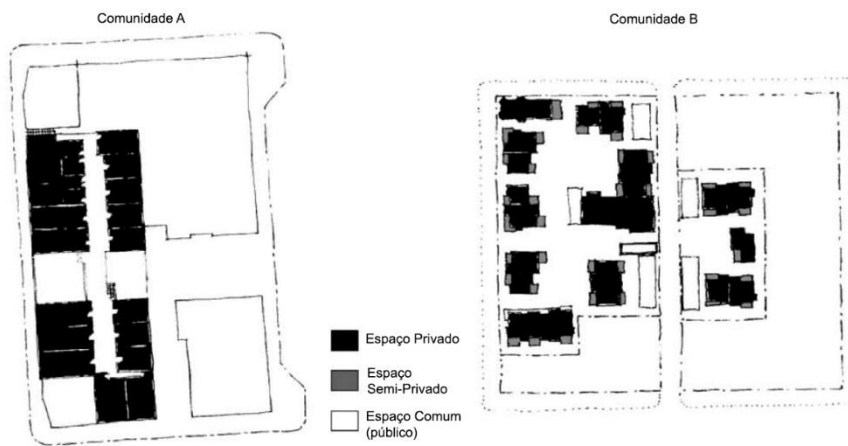 Comunidade A
Comunidade B
Espaço Privado
Espaço
Semi-Privado
Espaço Comum
(público)